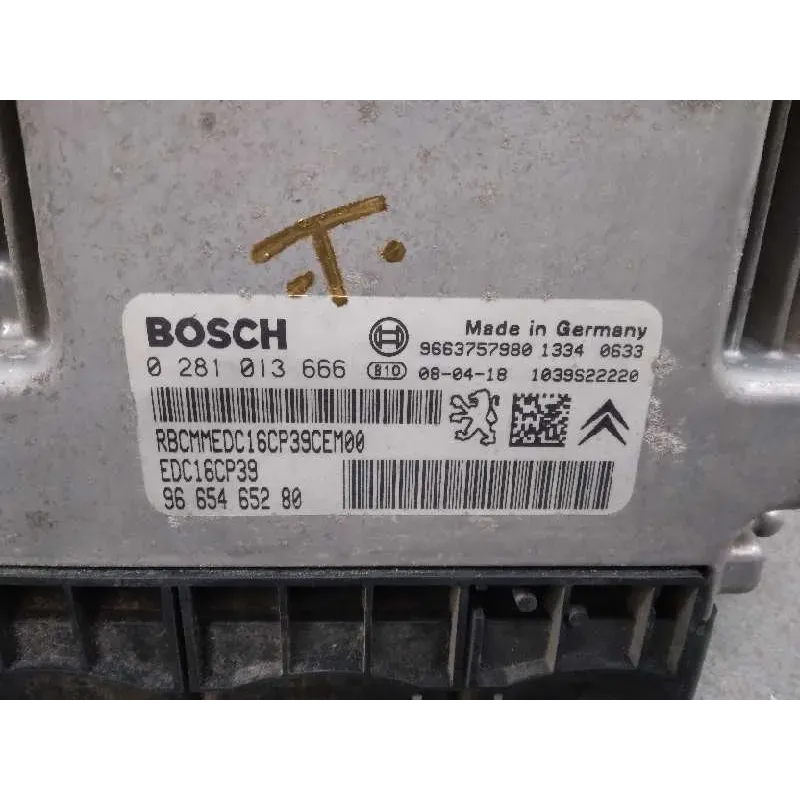 T.
BOSCH
Made in Germany
0 281 013 666
9663757980 1334 0633
B10 08-04-18 1039S22220
RBCMMEDC16CP39CEM00
EDC16CP39
96 654 652 80